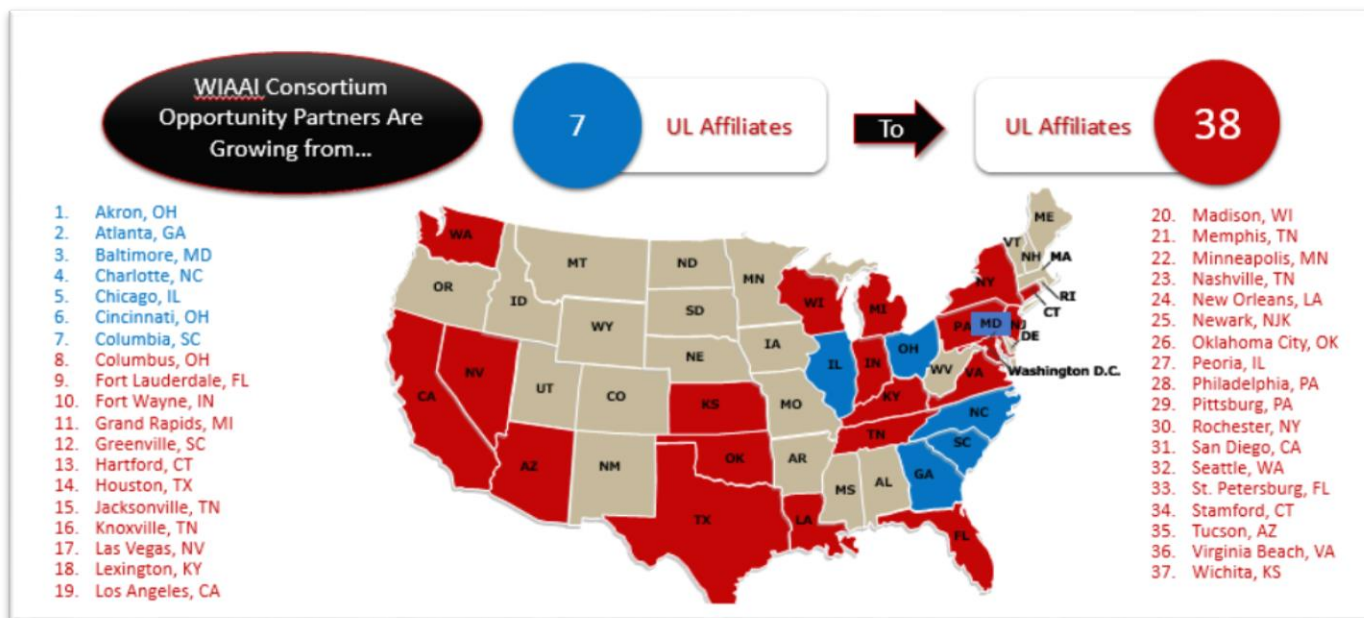 WIAAI Consortium
Opportunity Partners Are
Growing from...
7
UL Affiliates
To
UL Affiliates
38
1. Akron, OH
2. Atlanta, GA
3. Baltimore, MD
4. Charlotte, NC
5. Chicago, IL
6. Cincinnati, OH
7. Columbia, SC
8. Columbus, OH
9. Fort Lauderdale, FL
10. Fort Wayne, IN
11. Grand Rapids, MI
12. Greenville, SC
13. Hartford, CT
14. Houston, TX
15. Jacksonville, TN
16. Knoxville, TN
17. Las Vegas, NV
18. Lexington, KY
19. Los Angeles, CA
WA
OR
CA
NV
ID
MT
WY
UT
AZ
CO
NM
ND
SD
NE
KS
OK
TX
MN
IA
MO
AR
LA
WI
IL
MI
IN
OH
KY
TN
MS
AL
GA
FL
SC
NC
VA
WV
PA
MD
NJ
NY
DE
Washington D.C.
CT
RI
MA
NH
VT
ME
20. Madison, WI
21. Memphis, TN
22. Minneapolis, MN
23. Nashville, TN
24. New Orleans, LA
25. Newark, NJK
26. Oklahoma City, OK
27. Peoria, IL
28. Philadelphia, PA
29. Pittsburg, PA
30. Rochester, NY
31. San Diego, CA
32. Seattle, WA
33. St. Petersburg, FL
34. Stamford, CT
35. Tucson, AZ
36. Virginia Beach, VA
37. Wichita, KS